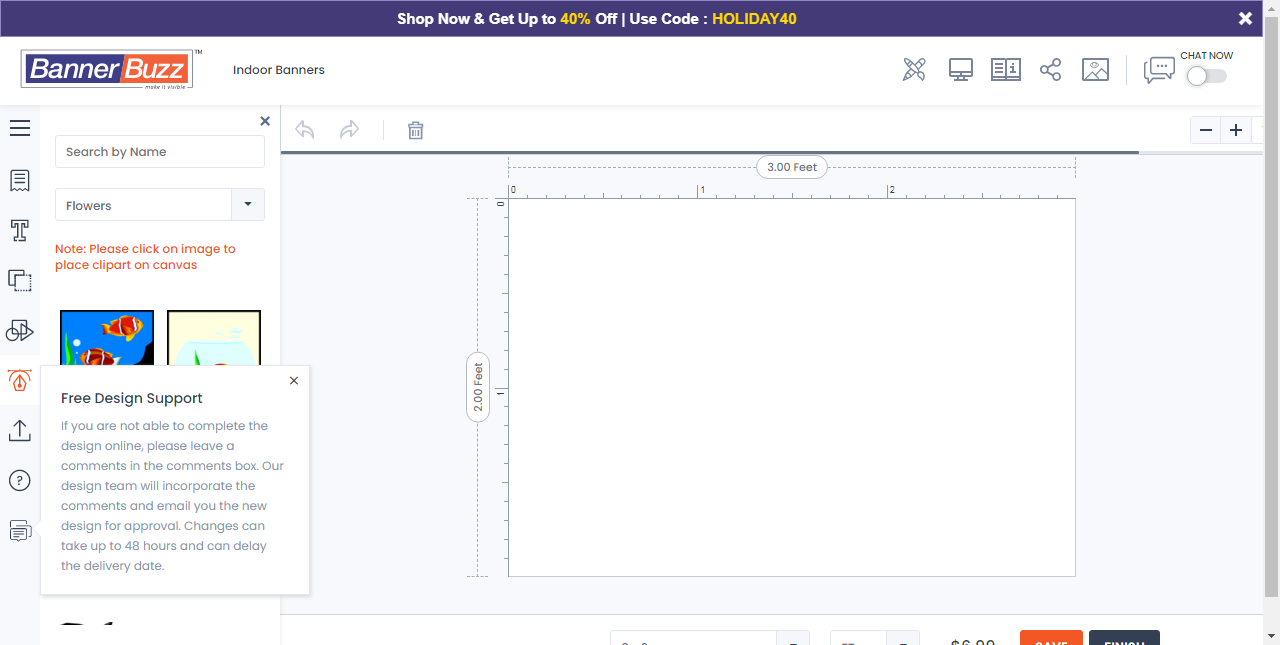 Shop Now & Get Up to 40% Off | Use Code : HOLIDAY40
BannerBuzz™
make it visible
Indoor Banners
CHAT NOW
Search by Name
Flowers
Note: Please click on image to
place clipart on canvas
3.00 Feet
0 1 2
0
2.00 Feet
1
Free Design Support
If you are not able to complete the
design online, please leave a
comments in the comments box. Our
design team will incorporate the
comments and email you the new
design for approval. Changes can
take up to 48 hours and can delay
the delivery date.
$6.99
SAVE
FINISH